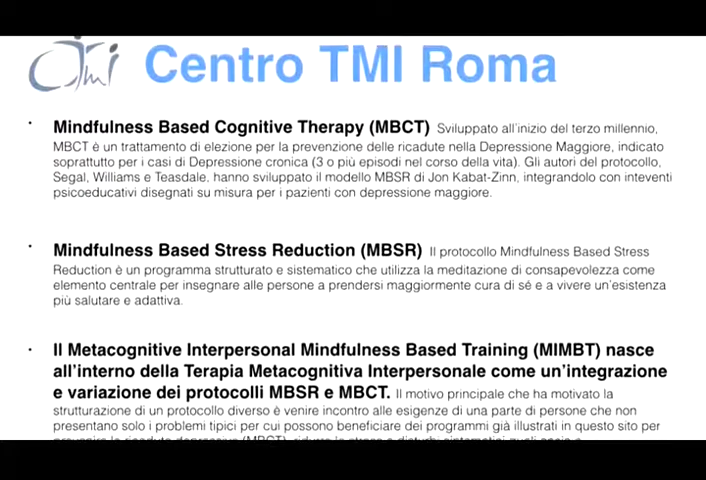 Tmi Centro TMI Roma
Mindfulness Based Cognitive Therapy (MBCT) Sviluppato all'inizio del terzo millennio,
MBCT è un trattamento di elezione per la prevenzione delle ricadute nella Depressione Maggiore, indicato
soprattutto per i casi di Depressione cronica (3 o più episodi nel corso della vita). Gli autori del protocollo,
Segal, Williams e Teasdale. hanno sviluppato il modello MBSR di Jon Kabat-Zinn, integrandolo con inteventi
psicoeducativi disegnati su misura per i pazienti con depressione maggiore.
Mindfulness Based Stress Reduction (MBSR) Il protocollo Mindfulness Based Stress
Reduction è un programma strutturato e sistematico che utilizza la meditazione di consapevolezza come
elemento centrale per insegnare alle persone a prendersi maggiormente cura di sé e a vivere un'esistenza
più salutare e adattiva.
Il Metacognitive Interpersonal Mindfulness Based Training (MIMBT) nasce
all'interno della Terapia Metacognitiva Interpersonale come un'integrazione
e variazione dei protocolli MBSR e MBCT. Il motivo principale che ha motivato la
strutturazione di un protocollo diverso è venire incontro alle esigenze di una parte di persone che non
presentano solo i problemi tipici per cui possono beneficiare dei programmi già illustrati in questo sito per